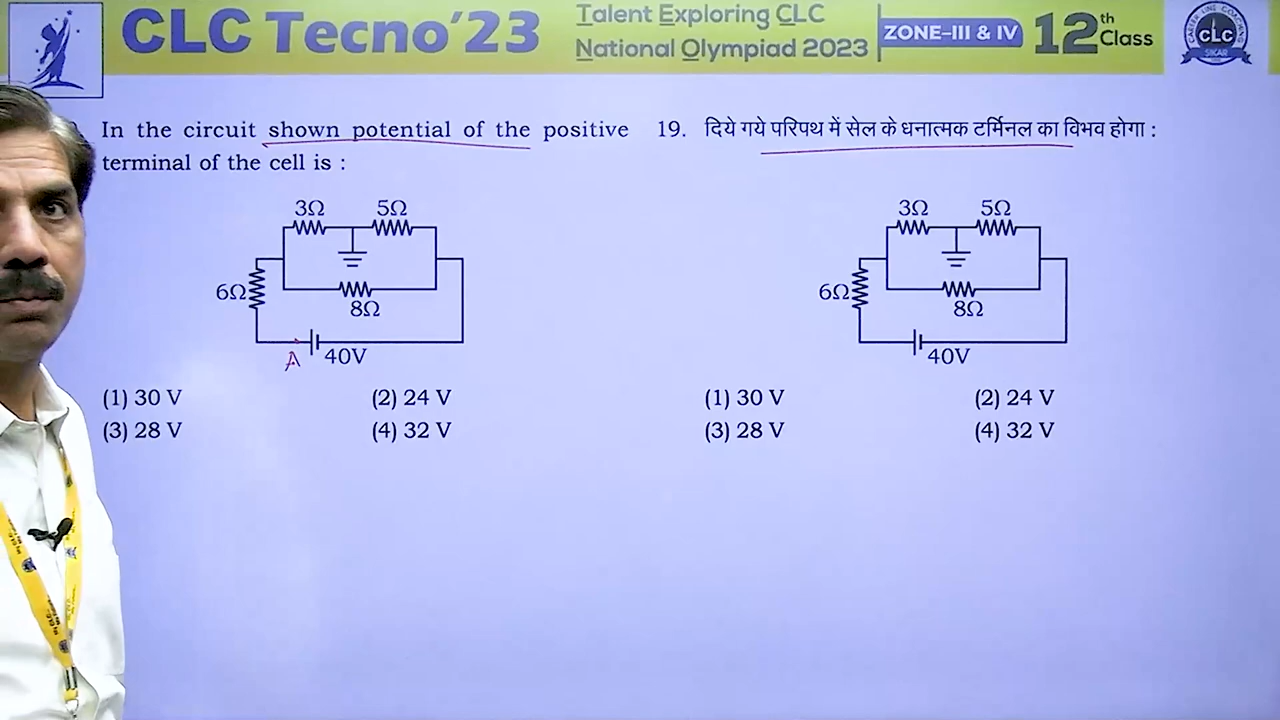 CLC Tecno'23
Talent Exploring CLC
National Olympiad 2023
ZONE–III & IV
12th Class
CLC
SIKAR
In the circuit shown potential of the positive
terminal of the cell is :
3Ω 5Ω
6Ω
8Ω
A
40V
(1) 30 V (2) 24 V
(3) 28 V (4) 32 V
19. दिये गये परिपथ में सेल के धनात्मक टर्मिनल का विभव होगा :
3Ω 5Ω
6Ω
8Ω
40V
(1) 30 V (2) 24 V
(3) 28 V (4) 32 V